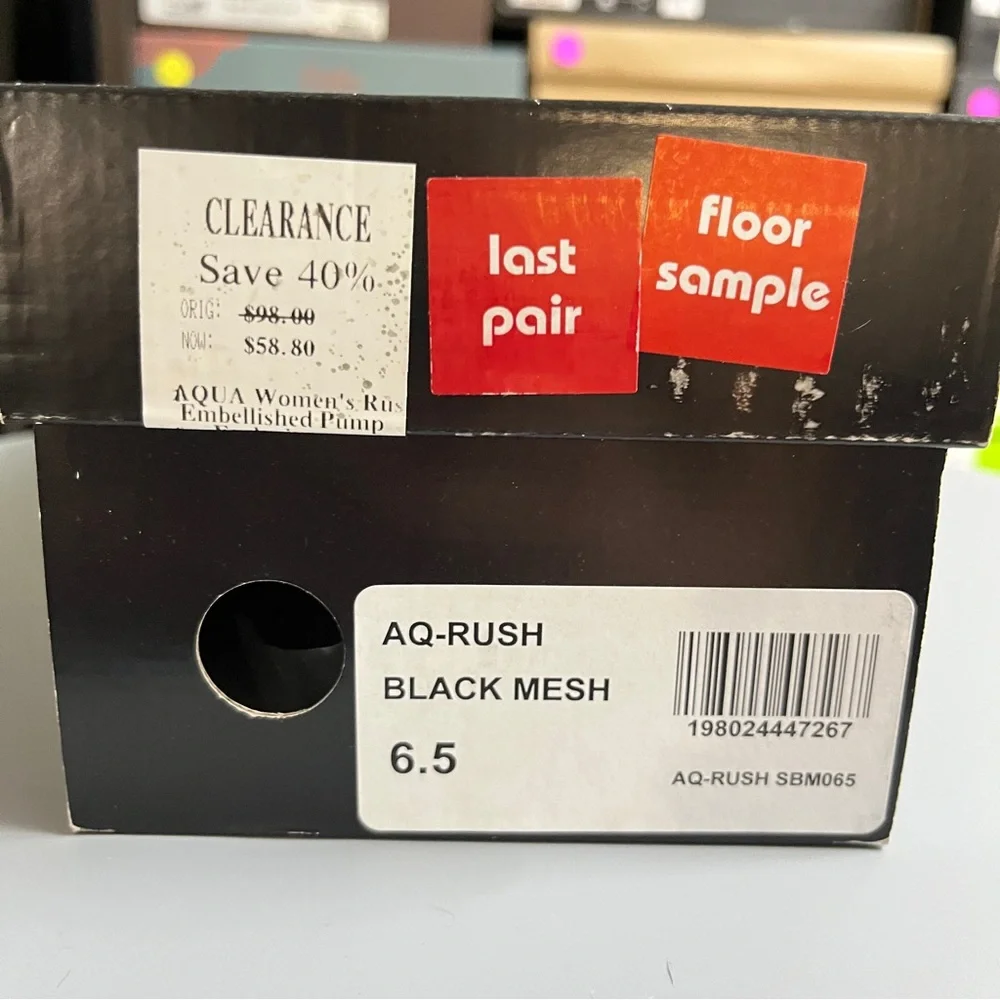 CLEARANCE
Save 40%
ORIG: $98.00
NOW: $58.80
AQUA Women's Rus
Embellished Pump
last
pair
floor
sample
AQ-RUSH
BLACK MESH
6.5
198024447267
AQ-RUSH SBM065